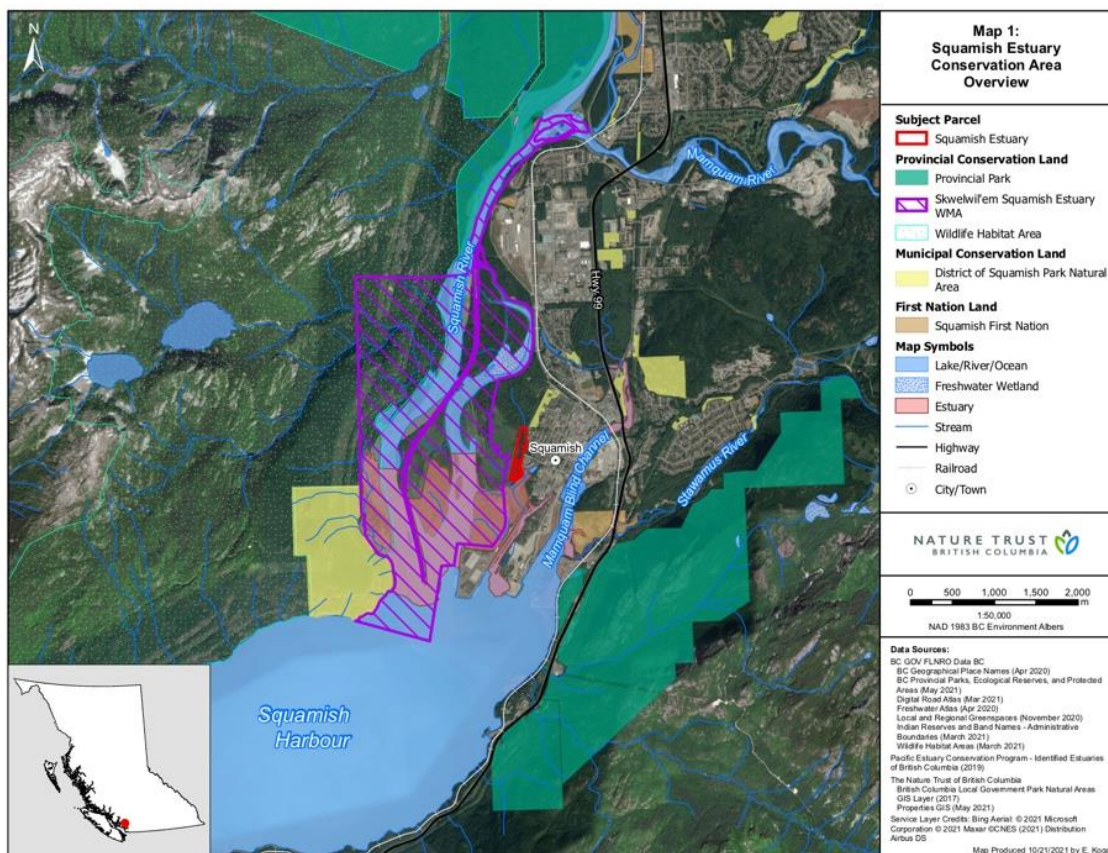 Map 1:
Squamish Estuary
Conservation Area
Overview
Subject Parcel
Squamish Estuary
Provincial Conservation Land
Provincial Park
Skwelwil'em Squamish Estuary
WMA
Wildlife Habitat Area
Municipal Conservation Land
District of Squamish Park Natural
Area
First Nation Land
Squamish First Nation
Map Symbols
Lake/River/Ocean
Freshwater Wetland
Estuary
Stream
Highway
Railroad
City/Town
NATURE TRUST
BRITISH COLUMBIA
0 500 1,000 1,500 2,000
m
1:50,000
NAD 1983 BC Environment Albers
Data Sources:
BC GOV FLNRO Data BC
BC Geographical Place Names (Apr 2020)
BC Provincial Parks, Ecological Reserves, and Protected
Areas (May 2021)
Digital Road Atlas (Mar 2021)
Freshwater Atlas (Apr 2020)
Local and Regional Greenspaces (November 2020)
Indian Reserves and Band Names - Administrative
Boundaries (March 2021)
Wildlife Habitat Areas (March 2021)
Pacific Estuary Conservation Program - Identified Estuaries
of British Columbia (2019)
The Nature Trust of British Columbia
British Columbia Local Government Park Natural Areas
GIS Layer (2017)
Properties GIS (May 2021)
Service Layer Credits: Bing Aerial: © 2021 Microsoft
Corporation © 2021 Maxar ©CNES (2021) Distribution
Airbus DS
Map Produced 10/21/2021 by E.
N
Mamquam River
Squamish River
Hwy 99
Squamish
Mamquam Blind Channel
Stawamus River
Squamish
Harbour